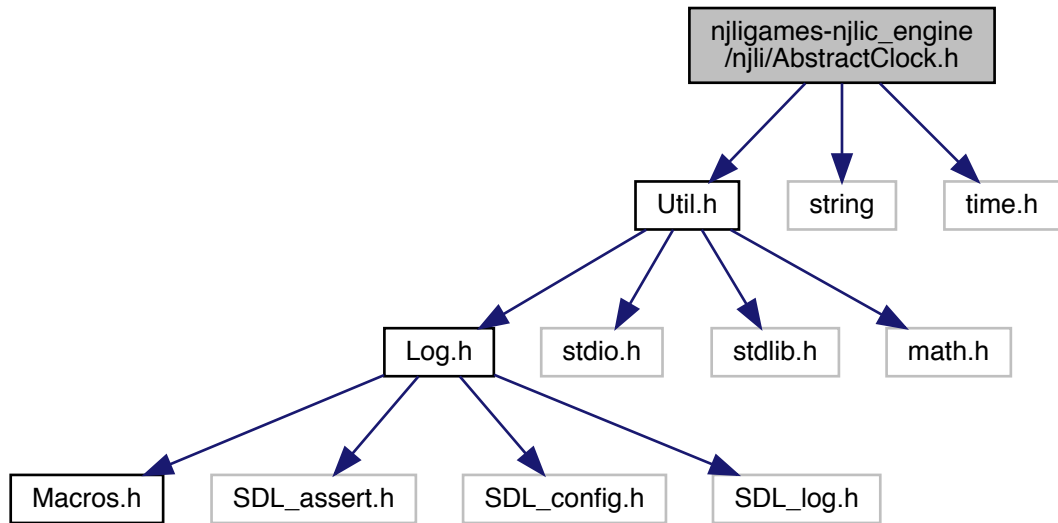 njligames-njlic_engine
/njli/AbstractClock.h
Util.h
string
time.h
Log.h
stdio.h
stdlib.h
math.h
Macros.h
SDL_assert.h
SDL_config.h
SDL_log.h